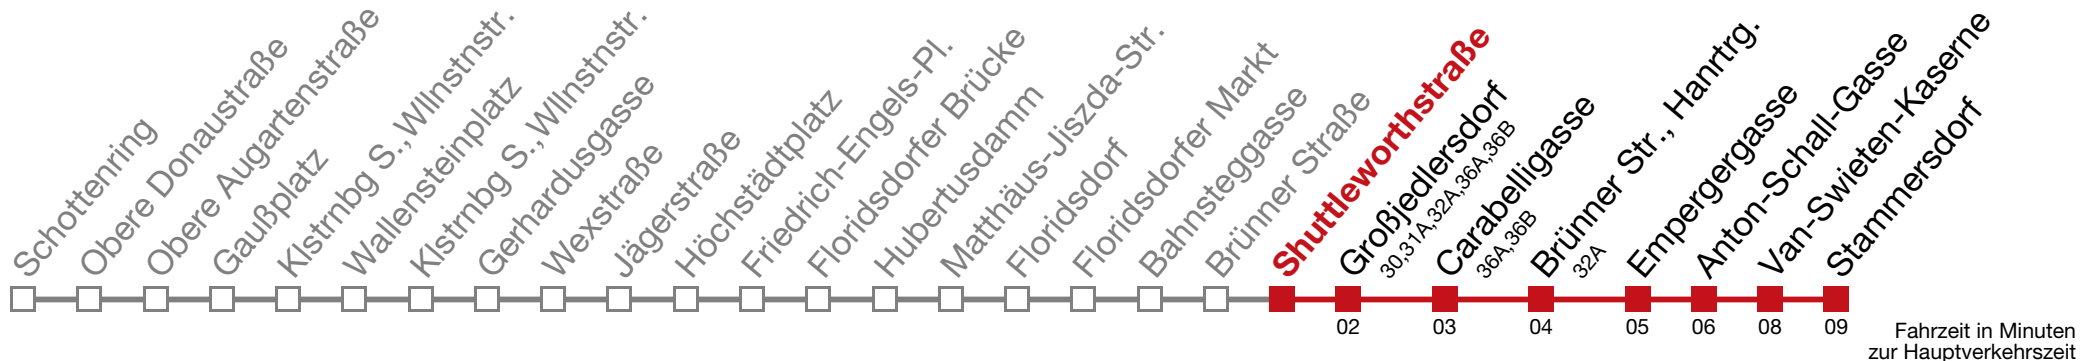 Schottenring
Obere Donaustraße
Obere Augartenstraße
Gaußplatz
Klstrnbg S., Wllnstnstr.
Wallensteinplatz
Klstrnbg S., Wllnstnstr.
Gerhardusgasse
Wexstraße
Jägerstraße
Höchstädtplatz
Friedrich-Engels-Pl.
Floridsdorfer Brücke
Hubertusdamm
Matthäus-Jiszda-Str.
Floridsdorf
Floridsdorfer Markt
Bahnsteggasse
Brünner Straße
Shuttleworthstraße
Großjedlersdorf
30,31A,32A,36A,36B
Carabelligasse
36A,36B
Brünner Str., Hanrtrg.
32A
Empergergasse
Anton-Schall-Gasse
Van-Swieten-Kaserne
Stammersdorf
02 03 04 05 06 08 09
Fahrzeit in Minuten
zur Hauptverkehrszeit